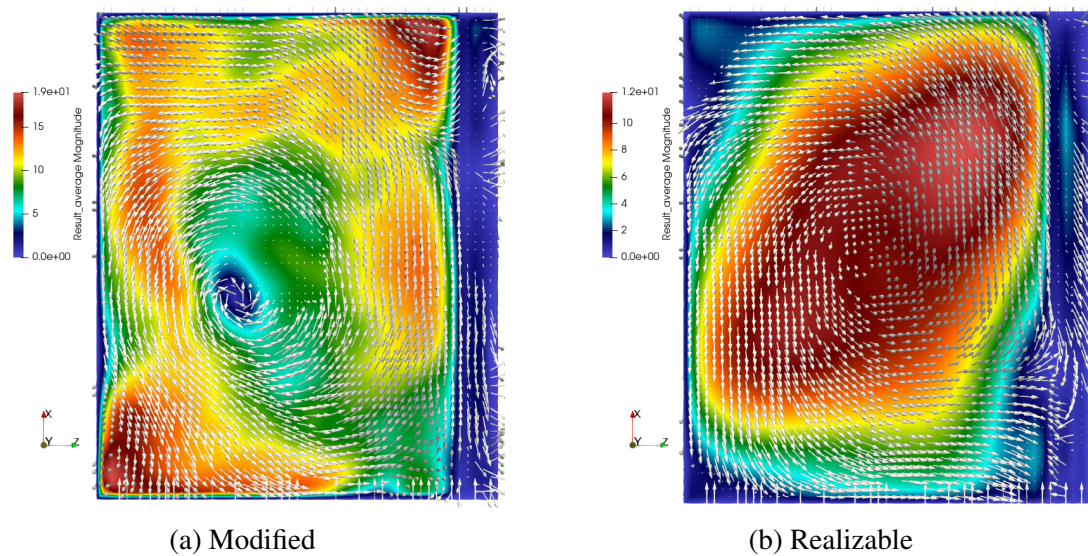 1.9e+01
15
10
5
0.0e+00
Result_average Magnitude
X
Y
Z
1.2e+01
10
8
6
4
2
0.0e+00
Result_average Magnitude
X
Y
Z
(a) Modified
(b) Realizable